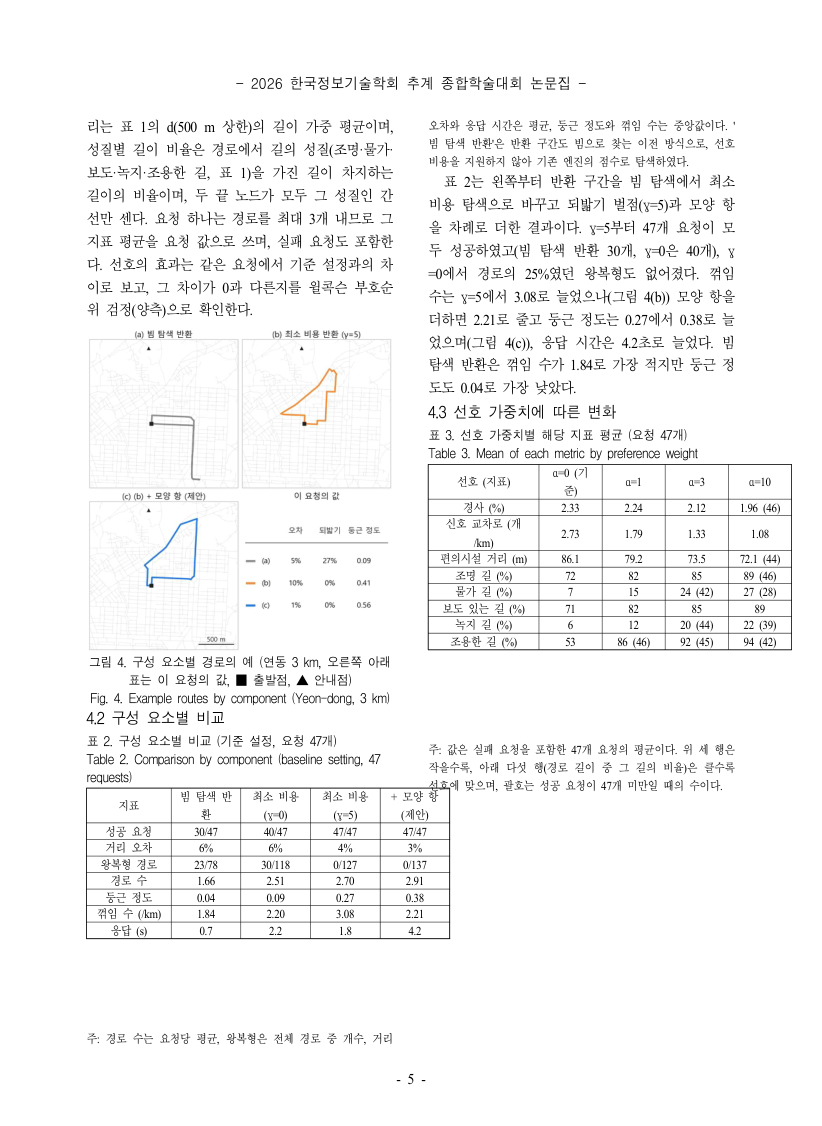 - 2026 한국정보기술학회 추계 종합학술대회 논문집 -
리는 표 1의 d(500 m 상한)의 길이 가중 평균이며,
성질별 길이 비율은 경로에서 길의 성질(조명·물가·
보도·녹지·조용한 길, 표 1)을 가진 길이 차지하는
길이의 비율이며, 두 끝 노드가 모두 그 성질인 간
선만 센다. 요청 하나는 경로를 최대 3개 내므로 그
지표 평균을 요청 값으로 쓰며, 실패 요청도 포함한
다. 선호의 효과는 같은 요청에서 기준 설정과의 차
이로 보고, 그 차이가 0과 다른지를 윌콕슨 부호순
위 검정(양측)으로 확인한다.
(a) 빔 탐색 반환
(b) 최소 비용 반환 (γ=5)
▲
▲
(c) (b) + 모양 항 (제안)
이 요청의 값
▲
오차 되밟기 둥근 정도
(a) 5% 27% 0.09
(b) 10% 0% 0.41
(c) 1% 0% 0.56
500 m
그림 4. 구성 요소별 경로의 예 (연동 3 km, 오른쪽 아래
표는 이 요청의 값, ■ 출발점, ▲ 안내점)
Fig. 4. Example routes by component (Yeon-dong, 3 km)
4.2 구성 요소별 비교
표 2. 구성 요소별 비교 (기준 설정, 요청 47개)
Table 2. Comparison by component (baseline setting, 47
requests)
지표 빔 탐색 반환 최소 비용 (γ=0) 최소 비용 (γ=5) + 모양 항 (제안)
성공 요청 30/47 40/47 47/47 47/47
거리 오차 6% 6% 4% 3%
왕복형 경로 23/78 30/118 0/127 0/137
경로 수 1.66 2.51 2.70 2.91
둥근 정도 0.04 0.09 0.27 0.38
꺾임 수 (/km) 1.84 2.20 3.08 2.21
응답 (s) 0.7 2.2 1.8 4.2
주: 경로 수는 요청당 평균, 왕복형은 전체 경로 중 개수, 거리
오차와 응답 시간은 평균, 둥근 정도와 꺾임 수는 중앙값이다. '
빔 탐색 반환'은 반환 구간도 빔으로 찾는 이전 방식으로, 선호
비용을 지원하지 않아 기존 엔진의 점수로 탐색하였다.
표 2는 왼쪽부터 반환 구간을 빔 탐색에서 최소
비용 탐색으로 바꾸고 되밟기 벌점(γ=5)과 모양 항
을 차례로 더한 결과이다. γ=5부터 47개 요청이 모
두 성공하였고(빔 탐색 반환 30개, γ=0은 40개), γ
=0에서 경로의 25%였던 왕복형도 없어졌다. 꺾임
수는 γ=5에서 3.08로 늘었으나(그림 4(b)) 모양 항을
더하면 2.21로 줄고 둥근 정도는 0.27에서 0.38로 늘
었으며(그림 4(c)), 응답 시간은 4.2초로 늘었다. 빔
탐색 반환은 꺾임 수가 1.84로 가장 적지만 둥근 정
도도 0.04로 가장 낮았다.
4.3 선호 가중치에 따른 변화
표 3. 선호 가중치별 해당 지표 평균 (요청 47개)
Table 3. Mean of each metric by preference weight
선호 (지표) α=0 (기준) α=1 α=3 α=10
경사 (%) 2.33 2.24 2.12 1.96 (46)
신호 교차로 (개/km) 2.73 1.79 1.33 1.08
편의시설 거리 (m) 86.1 79.2 73.5 72.1 (44)
조명 길 (%) 72 82 85 89 (46)
물가 길 (%) 7 15 24 (42) 27 (28)
보도 있는 길 (%) 71 82 85 89
녹지 길 (%) 6 12 20 (44) 22 (39)
조용한 길 (%) 53 86 (46) 92 (45) 94 (42)
주: 값은 실패 요청을 포함한 47개 요청의 평균이다. 위 세 행은
작을수록, 아래 다섯 행(경로 길이 중 그 길의 비율)은 클수록
선호에 맞으며, 괄호는 성공 요청이 47개 미만일 때의 수이다.
- 5 -